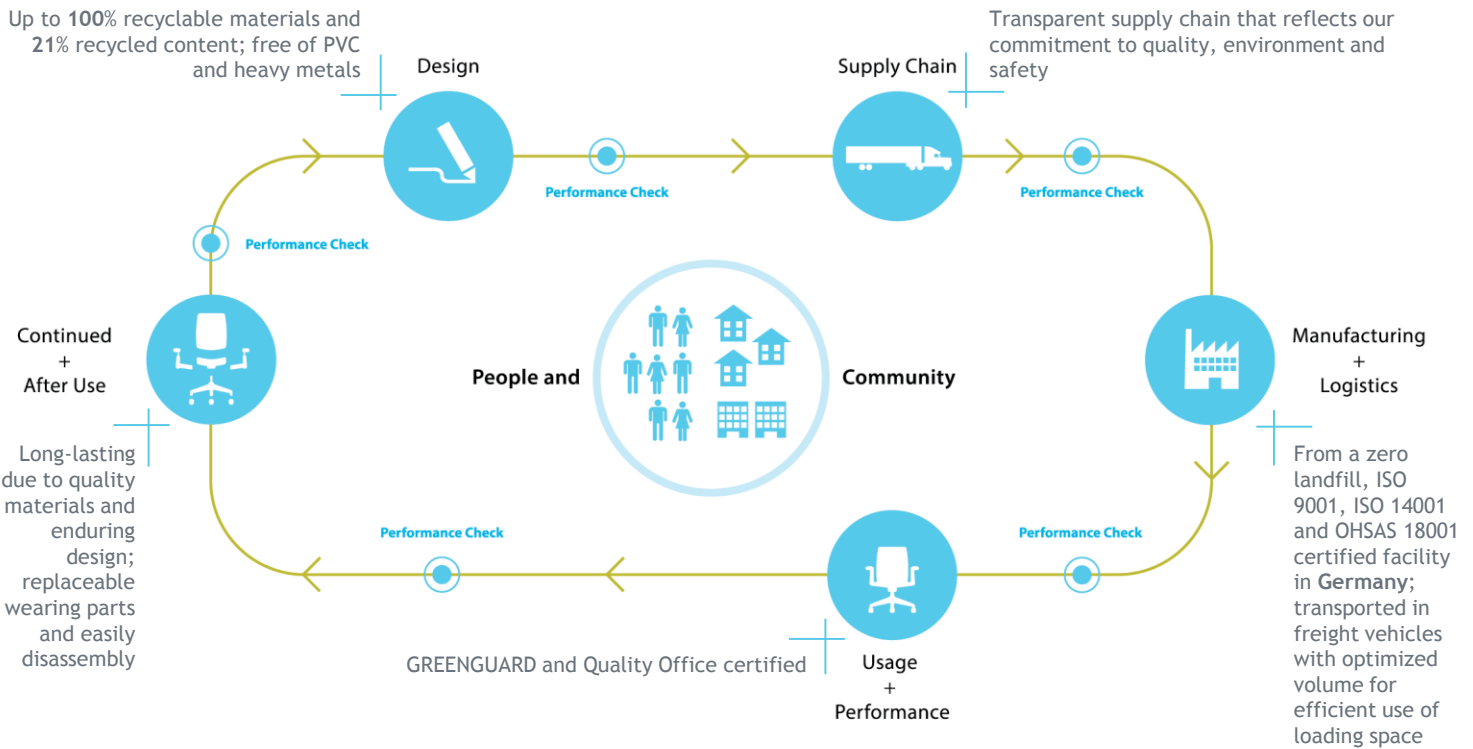 Up to 100% recyclable materials and
21% recycled content; free of PVC
and heavy metals
Design
Supply Chain
Transparent supply chain that reflects our
commitment to quality, environment and
safety
Performance Check
Performance Check
Performance Check
Continued
+
After Use
People and
Community
Manufacturing
+
Logistics
Long-lasting
due to quality
materials and
enduring
design;
replaceable
wearing parts
and easily
disassembly
From a zero
landfill, ISO
9001, ISO 14001
and OHSAS 18001
certified facility
in Germany;
transported in
freight vehicles
with optimized
volume for
efficient use of
loading space
Performance Check
Performance Check
GREENGUARD and Quality Office certified
Usage
+
Performance